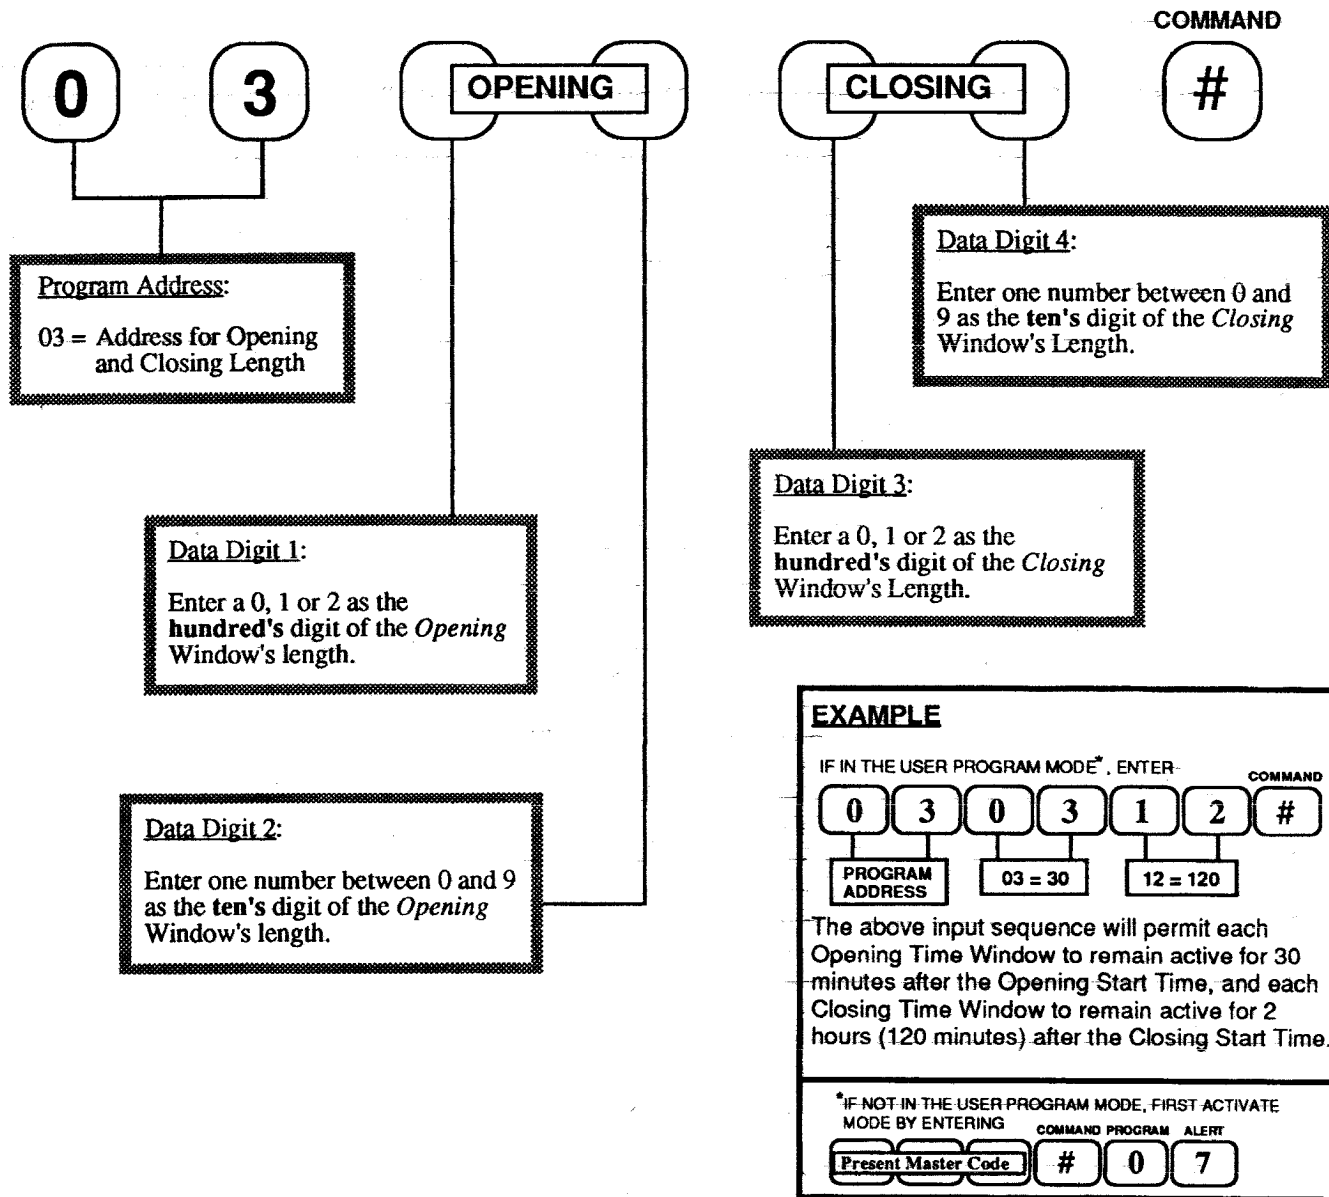 COMMAND
0 3 OPENING CLOSING #
Program Address:
03 = Address for Opening
and Closing Length
Data Digit 4:
Enter one number between 0 and
9 as the ten's digit of the Closing
Window's Length.
Data Digit 3:
Enter a 0, 1 or 2 as the
hundred's digit of the Closing
Window's Length.
Data Digit 1:
Enter a 0, 1 or 2 as the
hundred's digit of the Opening
Window's length.
Data Digit 2:
Enter one number between 0 and 9
as the ten's digit of the Opening
Window's length.
EXAMPLE
IF IN THE USER PROGRAM MODE*, ENTER
COMMAND
0 3 0 3 1 2 #
PROGRAM
ADDRESS
03 = 30
12 = 120
The above input sequence will permit each
Opening Time Window to remain active for 30
minutes after the Opening Start Time, and each
Closing Time Window to remain active for 2
hours (120 minutes) after the Closing Start Time.
*IF NOT IN THE USER PROGRAM MODE, FIRST ACTIVATE
MODE BY ENTERING
COMMAND PROGRAM ALERT
Present Master Code # 0 7